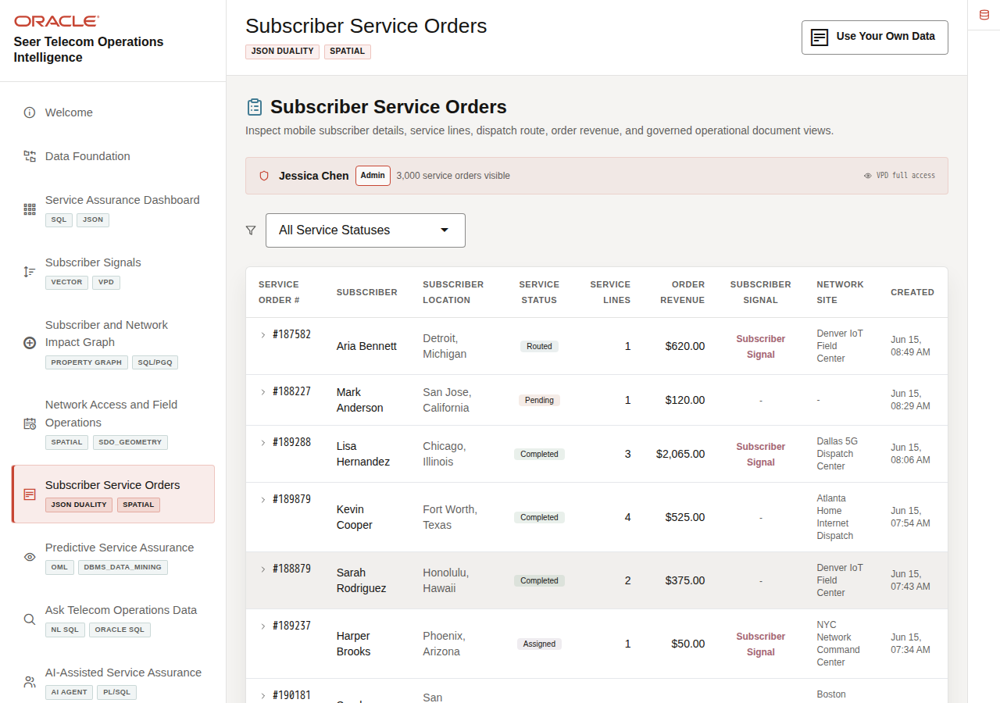 ORACLE
Seer Telecom Operations
Intelligence
Welcome
Data Foundation
Service Assurance Dashboard
SQL JSON
Subscriber Signals
VECTOR VPD
Subscriber and Network
Impact Graph
PROPERTY GRAPH SQL/PGQ
Network Access and Field
Operations
SPATIAL SDO_GEOMETRY
Subscriber Service Orders
JSON DUALITY SPATIAL
Predictive Service Assurance
OML DBMS_DATA_MINING
Ask Telecom Operations Data
NL SQL ORACLE SQL
AI-Assisted Service Assurance
AI AGENT PL/SQL
Subscriber Service Orders
JSON DUALITY SPATIAL
Use Your Own Data
Subscriber Service Orders
Inspect mobile subscriber details, service lines, dispatch route, order revenue, and governed operational document views.
Jessica Chen Admin 3,000 service orders visible VPD full access
All Service Statuses
SERVICE ORDER # SUBSCRIBER SUBSCRIBER LOCATION SERVICE STATUS SERVICE LINES ORDER REVENUE SUBSCRIBER SIGNAL NETWORK SITE CREATED
#187582 Aria Bennett Detroit, Michigan Routed 1 $620.00 Subscriber Signal Denver IoT Field Center Jun 15, 08:49 AM
#188227 Mark Anderson San Jose, California Pending 1 $120.00 - - Jun 15, 08:29 AM
#189288 Lisa Hernandez Chicago, Illinois Completed 3 $2,065.00 Subscriber Signal Dallas 5G Dispatch Center Jun 15, 08:06 AM
#189879 Kevin Cooper Fort Worth, Texas Completed 4 $525.00 - Atlanta Home Internet Dispatch Jun 15, 07:54 AM
#188879 Sarah Rodriguez Honolulu, Hawaii Completed 2 $375.00 - Denver IoT Field Center Jun 15, 07:43 AM
#189237 Harper Brooks Phoenix, Arizona Assigned 1 $50.00 Subscriber Signal NYC Network Command Center Jun 15, 07:34 AM
#190181 San Boston